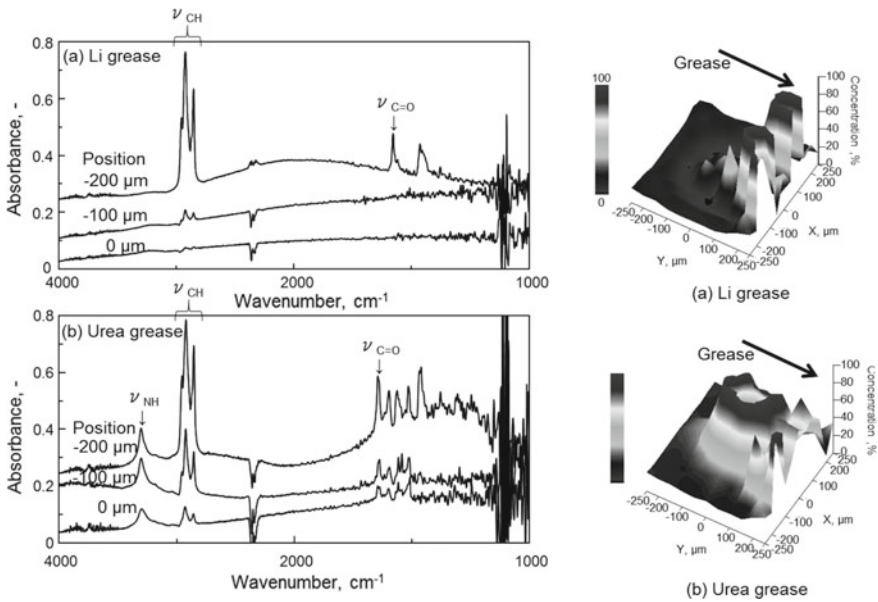 ν CH
0.8
(a) Li grease
0.6
ν C=O
0.4
Position
-200 µm
0.2
-100 µm
0 µm
0
Absorbance, -
4000 3000 2000 1000
Wavenumber, cm-1
ν CH
0.8
(b) Urea grease
ν C=O
0.6
ν NH
0.4
Position
-200 µm
-100 µm
0.2
0 µm
0
Absorbance, -
4000 3000 2000 1000
Wavenumber, cm-1
Grease
100
0
100
80
60
40
20
0
Concentration, %
250
200
100
0
-100
-200
-250
X, µm
-250
-200
-100
0
100
200
250
Y, µm
(a) Li grease
Grease
100
80
60
40
20
0
Concentration, %
250
200
100
0
-100
-200
-250
X, µm
-250
-200
-100
0
100
200
250
Y, µm
(b) Urea grease